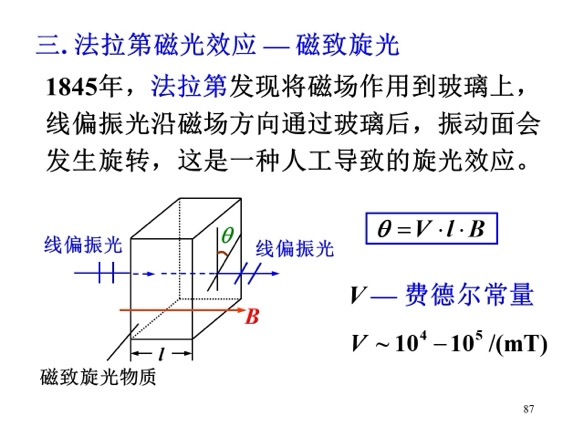 三. 法拉第磁光效应 — 磁致旋光
1845年，法拉第发现将磁场作用到玻璃上，
线偏振光沿磁场方向通过玻璃后，振动面会
发生旋转，这是一种人工导致的旋光效应。
θ = V · l · B
线偏振光
θ
线偏振光
V — 费德尔常量
B
V ~ 10⁴ − 10⁵ /(mT)
l
磁致旋光物质
87